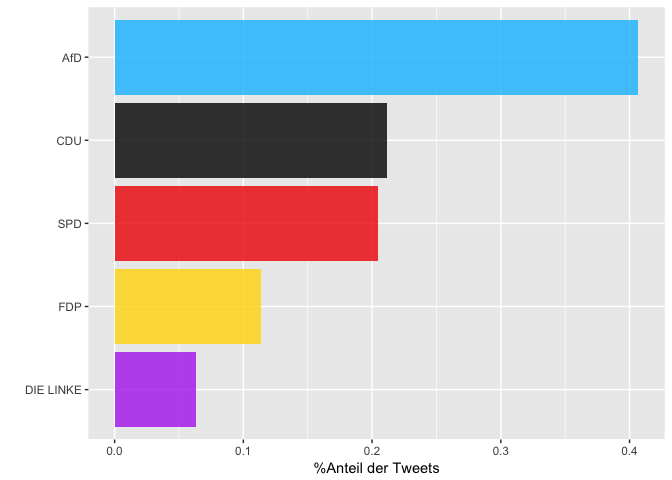 AfD
CDU
SPD
FDP
DIE LINKE
0.0 0.1 0.2 0.3 0.4
%Anteil der Tweets